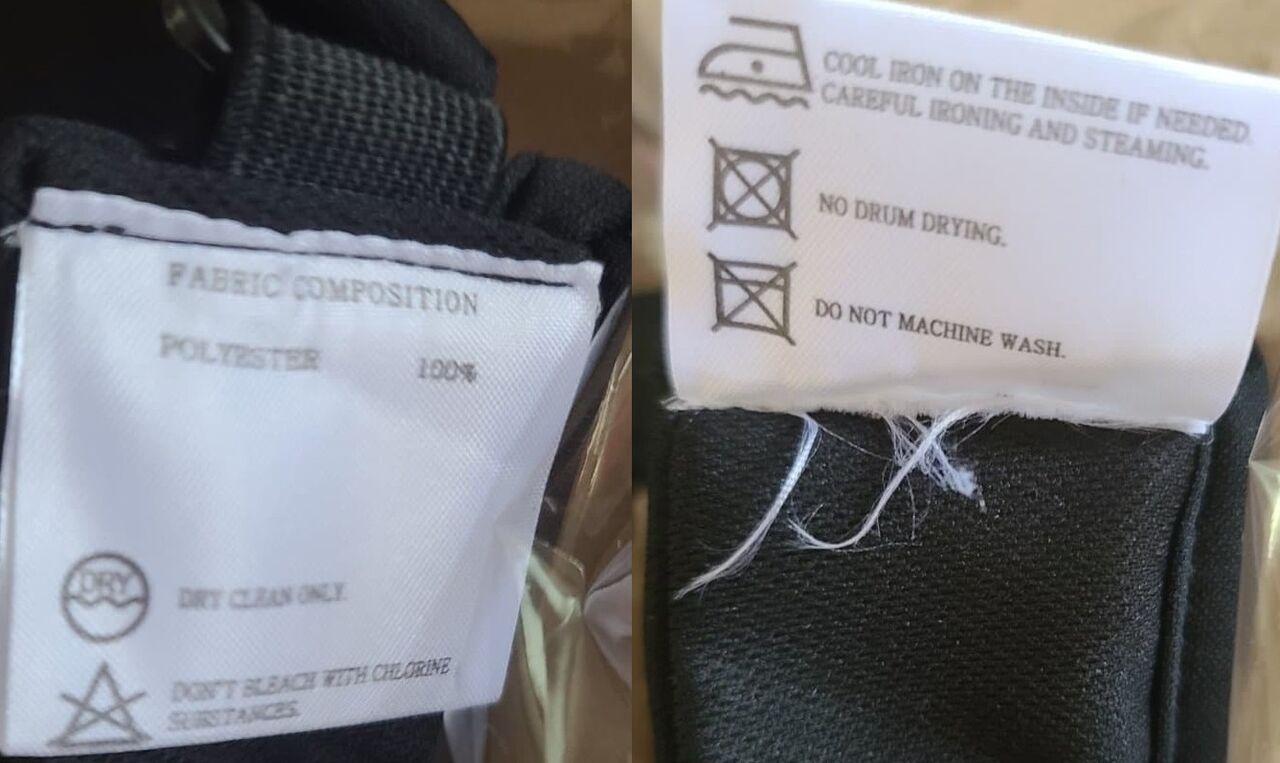 FABRIC COMPOSITION
POLYESTER 100%
DRY
DRY CLEAN ONLY.
DON'T BLEACH WITH CHLORINE
SUBSTANCES.
COOL IRON ON THE INSIDE IF NEEDED.
CAREFUL IRONING AND STEAMING.
NO DRUM DRYING.
DO NOT MACHINE WASH.